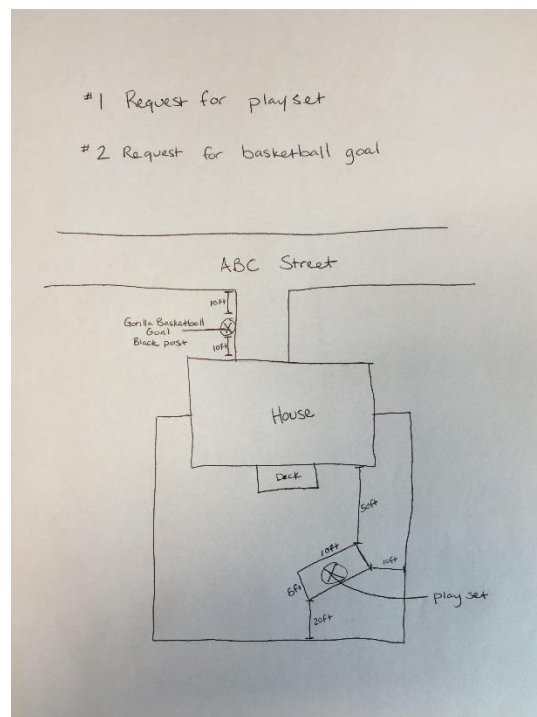 #1 Request for playset
#2 Request for basketball goal
ABC Street
10ft
Gorilla Basketball
Goal
Black post
10ft
House
Deck
50ft
10ft
10ft
5ft
play set
20ft